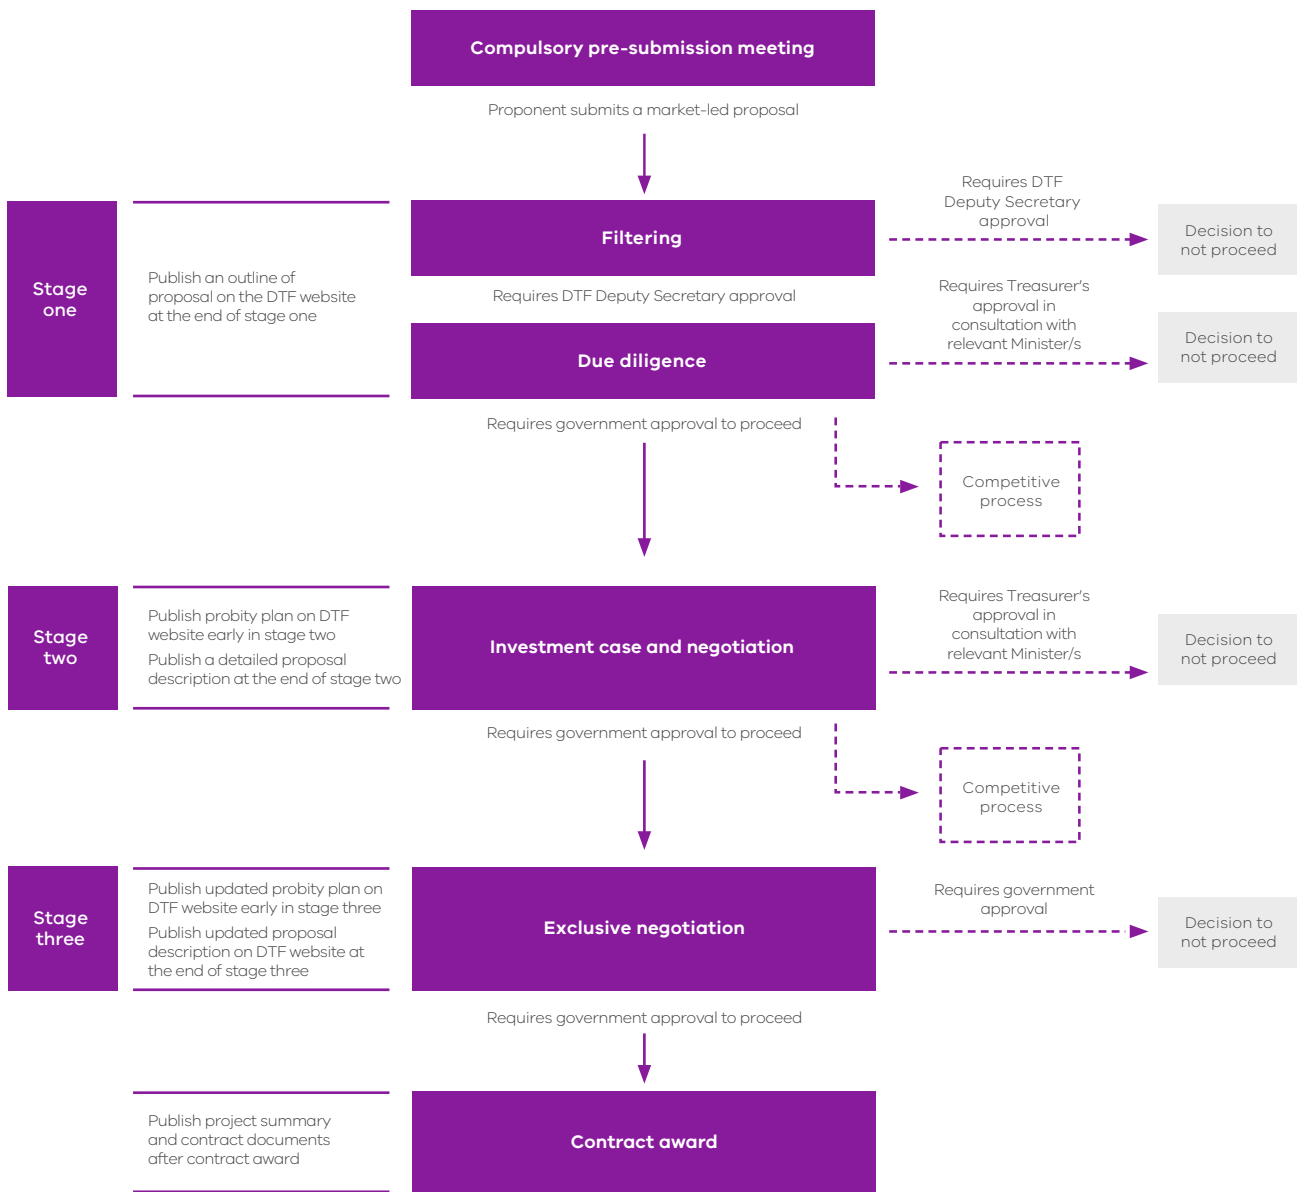 Compulsory pre-submission meeting
Proponent submits a market-led proposal
Stage
one
Publish an outline of
proposal on the DTF website
at the end of stage one
Filtering
Requires DTF
Deputy Secretary
approval
Decision to
not proceed
Requires DTF Deputy Secretary approval
Due diligence
Requires Treasurer's
approval in
consultation with
relevant Minister/s
Decision to
not proceed
Requires government approval to proceed
Competitive
process
Stage
two
Publish probity plan on DTF
website early in stage two
Publish a detailed proposal
description at the end of stage two
Investment case and negotiation
Requires Treasurer's
approval in
consultation with
relevant Minister/s
Decision to
not proceed
Requires government approval to proceed
Competitive
process
Stage
three
Publish updated probity plan on
DTF website early in stage three
Publish updated proposal
description on DTF website at
the end of stage three
Exclusive negotiation
Requires government
approval
Decision to
not proceed
Requires government approval to proceed
Publish project summary
and contract documents
after contract award
Contract award